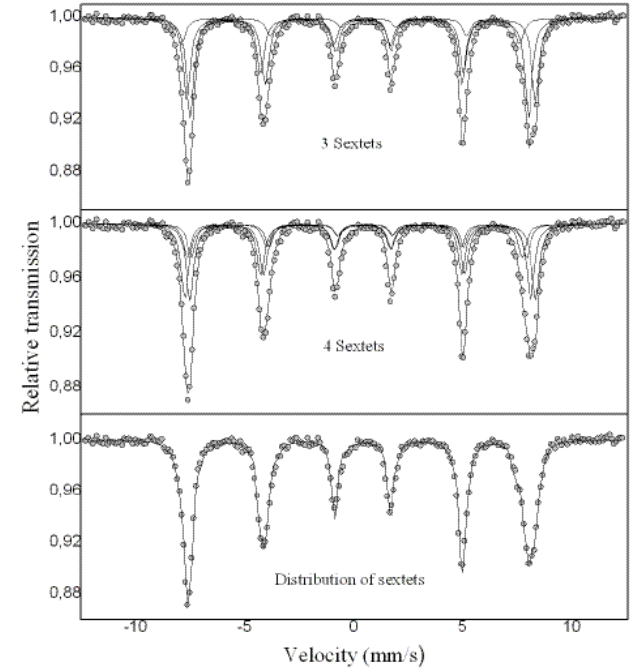 1,00
0,96
0,92
0,88
3 Sextets
1,00
0,96
0,92
0,88
4 Sextets
Relative transmission
1,00
0,96
0,92
0,88
Distribution of sextets
-10 -5 0 5 10
Velocity (mm/s)